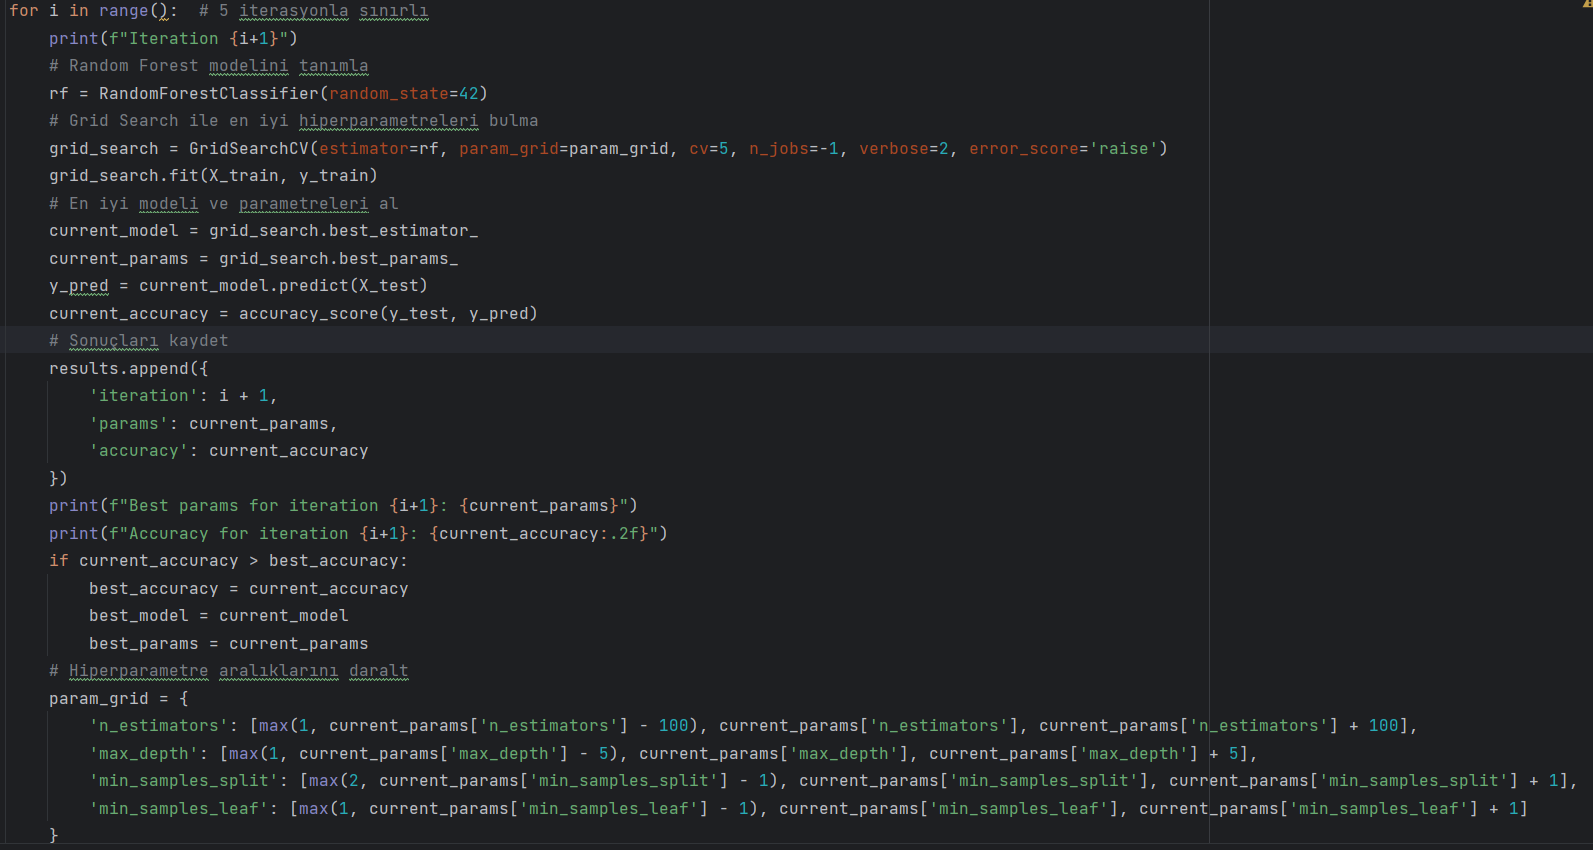 for i in range():  # 5 iterasyonla sınırlı
    print(f"Iteration {i+1}")
    # Random Forest modelini tanımla
    rf = RandomForestClassifier(random_state=42)
    # Grid Search ile en iyi hiperparametreleri bulma
    grid_search = GridSearchCV(estimator=rf, param_grid=param_grid, cv=5, n_jobs=-1, verbose=2, error_score='raise')
    grid_search.fit(X_train, y_train)
    # En iyi modeli ve parametreleri al
    current_model = grid_search.best_estimator_
    current_params = grid_search.best_params_
    y_pred = current_model.predict(X_test)
    current_accuracy = accuracy_score(y_test, y_pred)
    # Sonuçları kaydet
    results.append({
        'iteration': i + 1,
        'params': current_params,
        'accuracy': current_accuracy
    })
    print(f"Best params for iteration {i+1}: {current_params}")
    print(f"Accuracy for iteration {i+1}: {current_accuracy:.2f}")
    if current_accuracy > best_accuracy:
        best_accuracy = current_accuracy
        best_model = current_model
        best_params = current_params
    # Hiperparametre aralıklarını daralt
    param_grid = {
        'n_estimators': [max(1, current_params['n_estimators'] - 100), current_params['n_estimators'], current_params['n_estimators'] + 100],
        'max_depth': [max(1, current_params['max_depth'] - 5), current_params['max_depth'], current_params['max_depth'] + 5],
        'min_samples_split': [max(2, current_params['min_samples_split'] - 1), current_params['min_samples_split'], current_params['min_samples_split'] + 1],
        'min_samples_leaf': [max(1, current_params['min_samples_leaf'] - 1), current_params['min_samples_leaf'], current_params['min_samples_leaf'] + 1]
    }